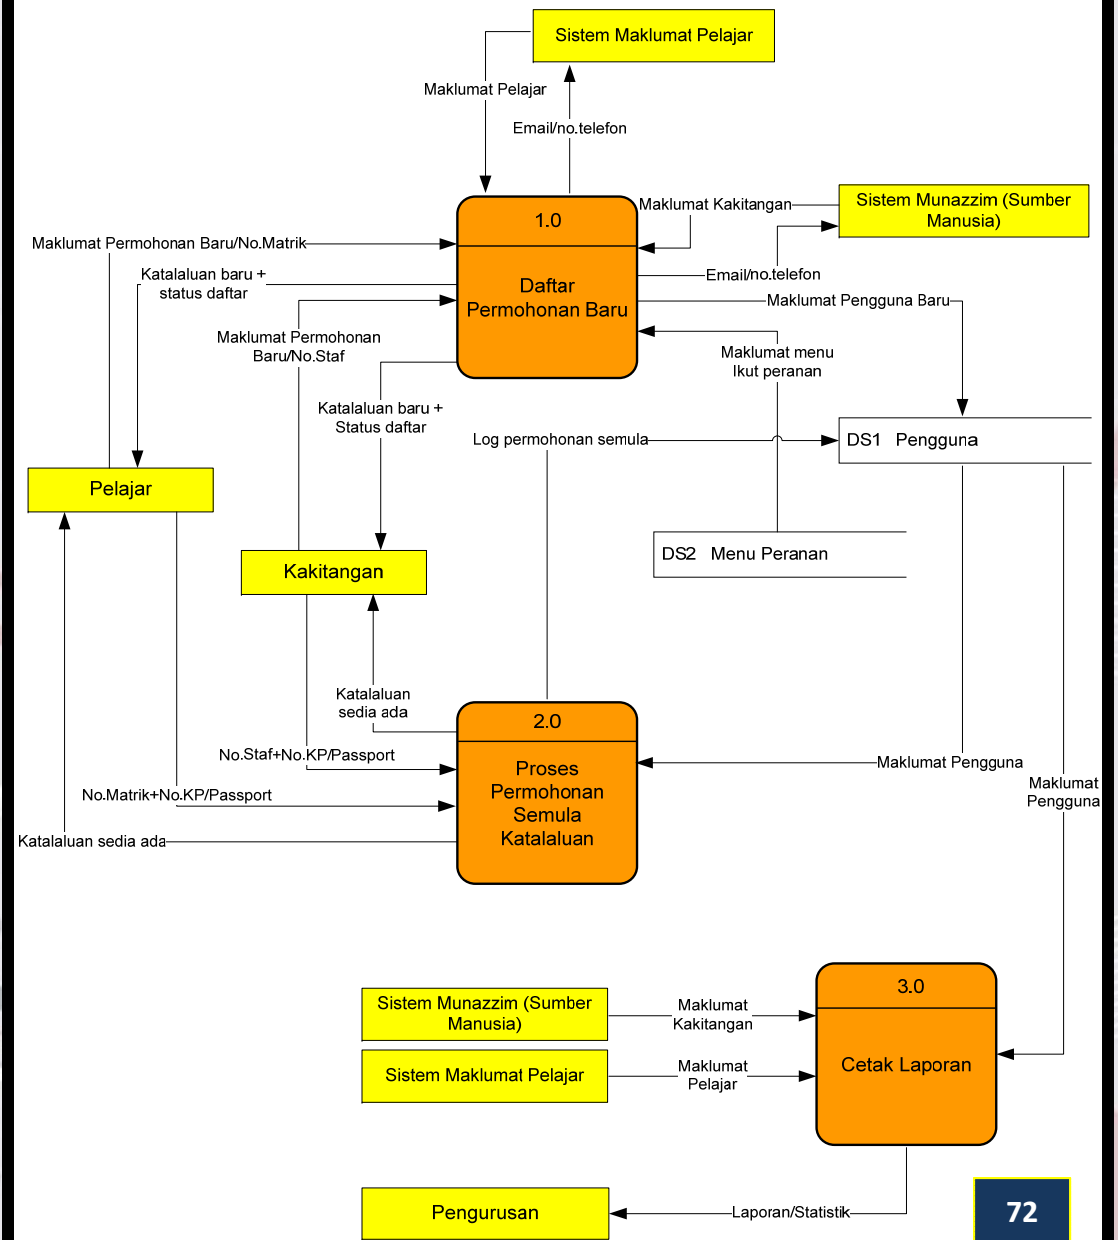 Sistem Maklumat Pelajar
Maklumat Pelajar
Email/no.telefon
1.0
Daftar
Permohonan Baru
Maklumat Kakitangan
Sistem Munazzim (Sumber
Manusia)
Maklumat Permohonan Baru/No.Matrik
Katalaluan baru +
status daftar
Email/no.telefon
Maklumat Pengguna Baru
Maklumat Permohonan
Baru/No.Staf
Maklumat menu
Ikut peranan
Katalaluan baru +
Status daftar
Log permohonan semula
DS1 Pengguna
Pelajar
DS2 Menu Peranan
Kakitangan
Katalaluan
sedia ada
2.0
Proses
Permohonan
Semula
Katalaluan
No.Staf+No.KP/Passport
Maklumat Pengguna
Maklumat
Pengguna
No.Matrik+No.KP/Passport
Katalaluan sedia ada
3.0
Cetak Laporan
Sistem Munazzim (Sumber
Manusia)
Maklumat
Kakitangan
Sistem Maklumat Pelajar
Maklumat
Pelajar
Pengurusan
Laporan/Statistik
72